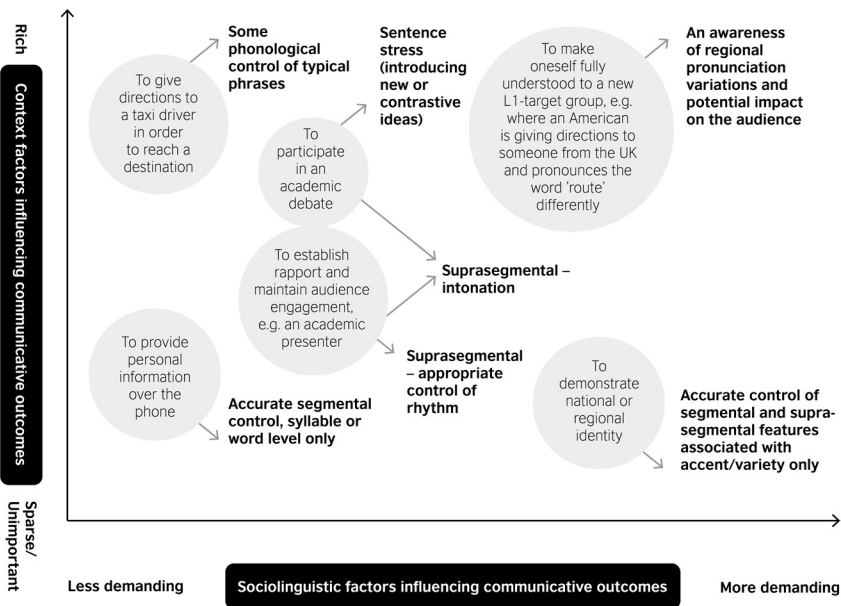 Rich
Context factors influencing communicative outcomes
Sparse/
Unimportant
To give
directions to
a taxi driver
in order
to reach a
destination
Some
phonological
control of typical
phrases
To
participate
in an
academic
debate
Sentence
stress
(introducing
new or
contrastive
ideas)
To make
oneself fully
understood to a new
L1-target group, e.g.
where an American
is giving directions to
someone from the UK
and pronounces the
word ‘route’
differently
An awareness
of regional
pronunciation
variations and
potential impact
on the audience
To establish
rapport and
maintain audience
engagement,
e.g. an academic
presenter
Suprasegmental –
intonation
Suprasegmental
– appropriate
control of
rhythm
To provide
personal
information
over the
phone
Accurate segmental
control, syllable or
word level only
To
demonstrate
national or
regional
identity
Accurate control of
segmental and supra-
segmental features
associated with
accent/variety only
Less demanding
Sociolinguistic factors influencing communicative outcomes
More demanding